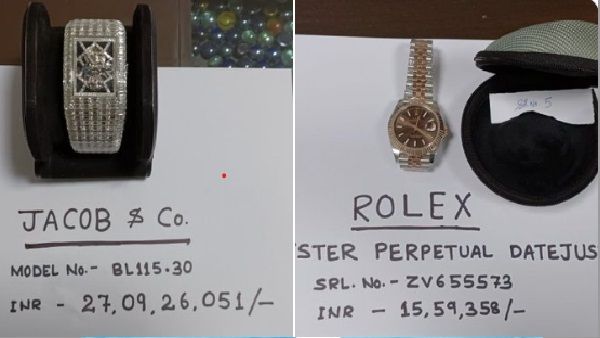 JACOB & Co.
MODEL No.- BL115.30
INR - 27,09,26,051/-
ROLEX
YSTER PERPETUAL DATEJUS
SRL. No.- ZV655573
INR - 15,59,358/-